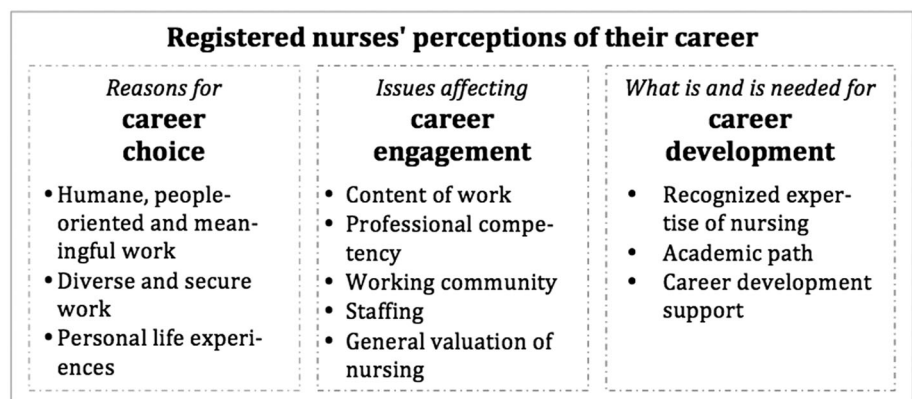 Registered nurses' perceptions of their career
Reasons for
career
choice
• Humane, people-
oriented and mean-
ingful work
• Diverse and secure
work
• Personal life experi-
ences
Issues affecting
career
engagement
• Content of work
• Professional compe-
tency
• Working community
• Staffing
• General valuation of
nursing
What is and is needed for
career
development
• Recognized exper-
tise of nursing
• Academic path
• Career development
support